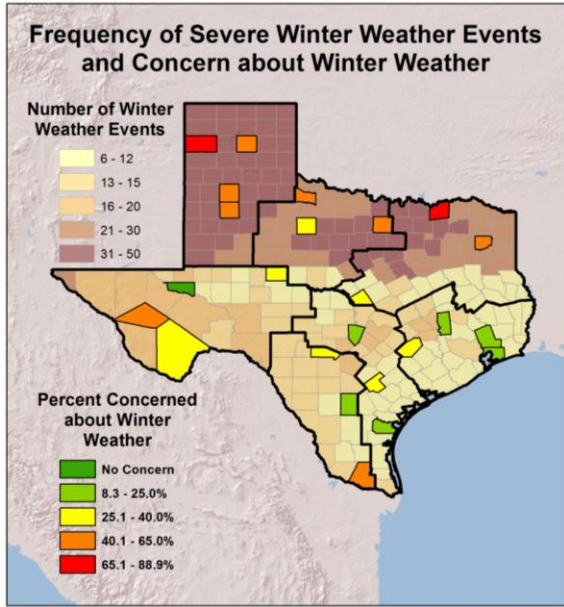 Frequency of Severe Winter Weather Events
and Concern about Winter Weather
Number of Winter
Weather Events
6 - 12
13 - 15
16 - 20
21 - 30
31 - 50
Percent Concerned
about Winter
Weather
No Concern
8.3 - 25.0%
25.1 - 40.0%
40.1 - 65.0%
65.1 - 88.9%